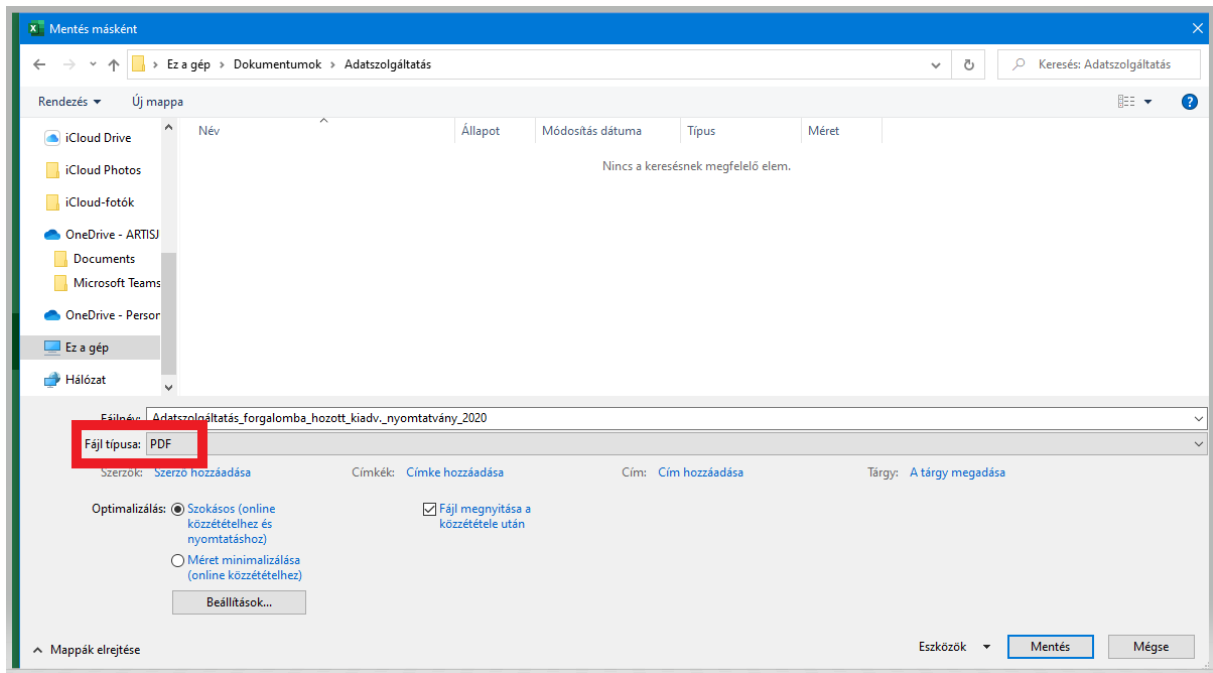 Mentés másként
Ez a gép › Dokumentumok › Adatszolgáltatás
Keresés: Adatszolgáltatás
Rendezés Új mappa
Név Állapot Módosítás dátuma Típus Méret
Nincs a keresésnek megfelelő elem.
iCloud Drive
iCloud Photos
iCloud-fotók
OneDrive - ARTISJ
Documents
Microsoft Teams
OneDrive - Person
Ez a gép
Hálózat
Fájlnév: Adatszolgáltatás_forgalomba_hozott_kiadv._nyomtatvány_2020
Fájl típusa: PDF
Szerzők: Szerző hozzáadása Címkék: Címke hozzáadása Cím: Cím hozzáadása Tárgy: A tárgy megadása
Optimalizálás: Szokásos (online
közzétételhez és
nyomtatáshoz)
Méret minimalizálása
(online közzétételhez)
Fájl megnyitása a
közzététele után
Beállítások...
Mappák elrejtése
Eszközök Mentés Mégse